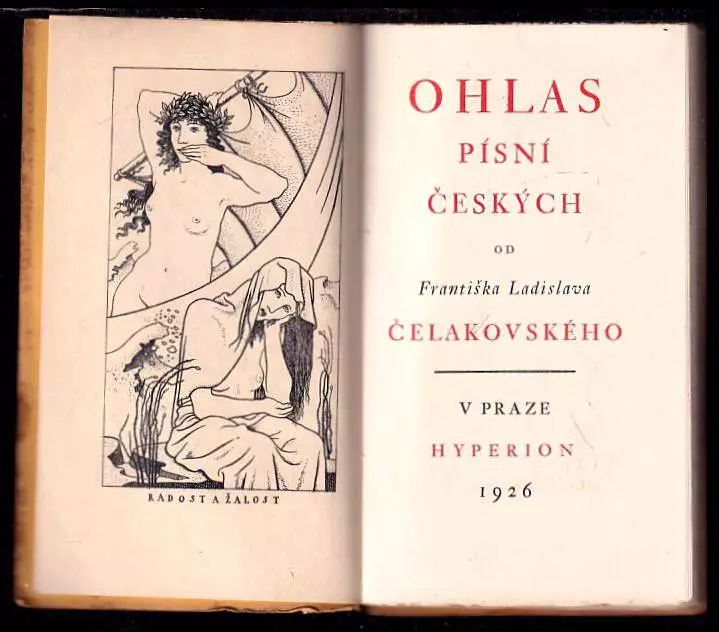 RADOST A ŽALOST
OHLAS
PÍSNÍ
ČESKÝCH
OD
Františka Ladislava
ČELAKOVSKÉHO
V PRAZE
HYPERION
1926